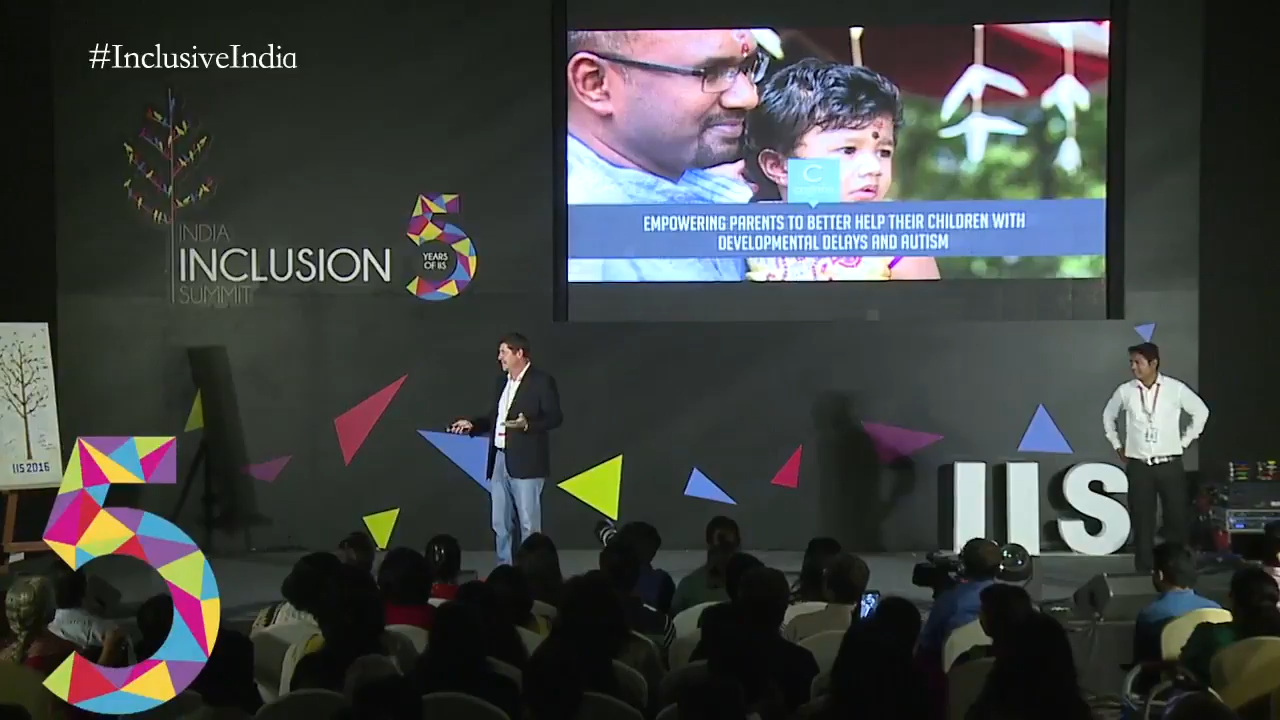 #InclusiveIndia
INDIA
INCLUSION
SUMMIT
5
YEARS
OF IIS
C
EMPOWERING PARENTS TO BETTER HELP THEIR CHILDREN WITH
DEVELOPMENTAL DELAYS AND AUTISM
IIS 2016
5
IIS